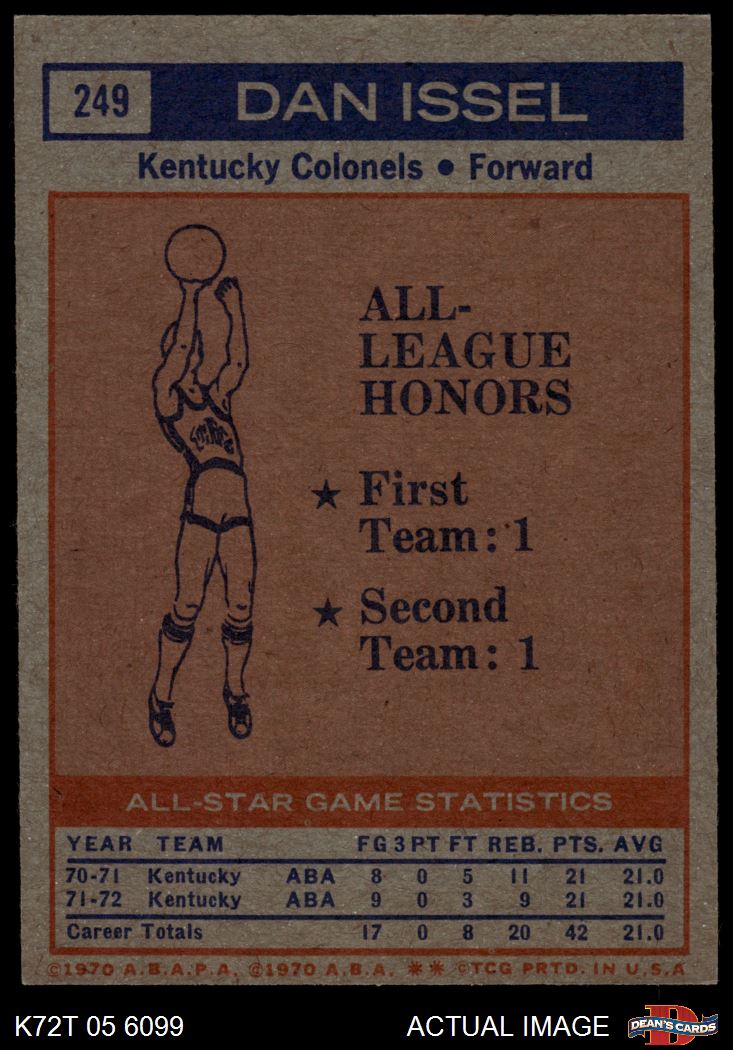 249 DAN ISSEL
Kentucky Colonels • Forward
ALL-
LEAGUE
HONORS
★ First
Team: 1
★ Second
Team: 1
ALL-STAR GAME STATISTICS
YEAR TEAM FG 3PT FT REB. PTS. AVG
70-71 Kentucky ABA 8 0 5 11 21 21.0
71-72 Kentucky ABA 9 0 3 9 21 21.0
Career Totals 17 0 8 20 42 21.0
©1970 A.B.A.P.A. ©1970 A.B.A. ** ©TCG PRTD. IN U.S.A
K72T 05 6099 ACTUAL IMAGE DEAN'S CARDS